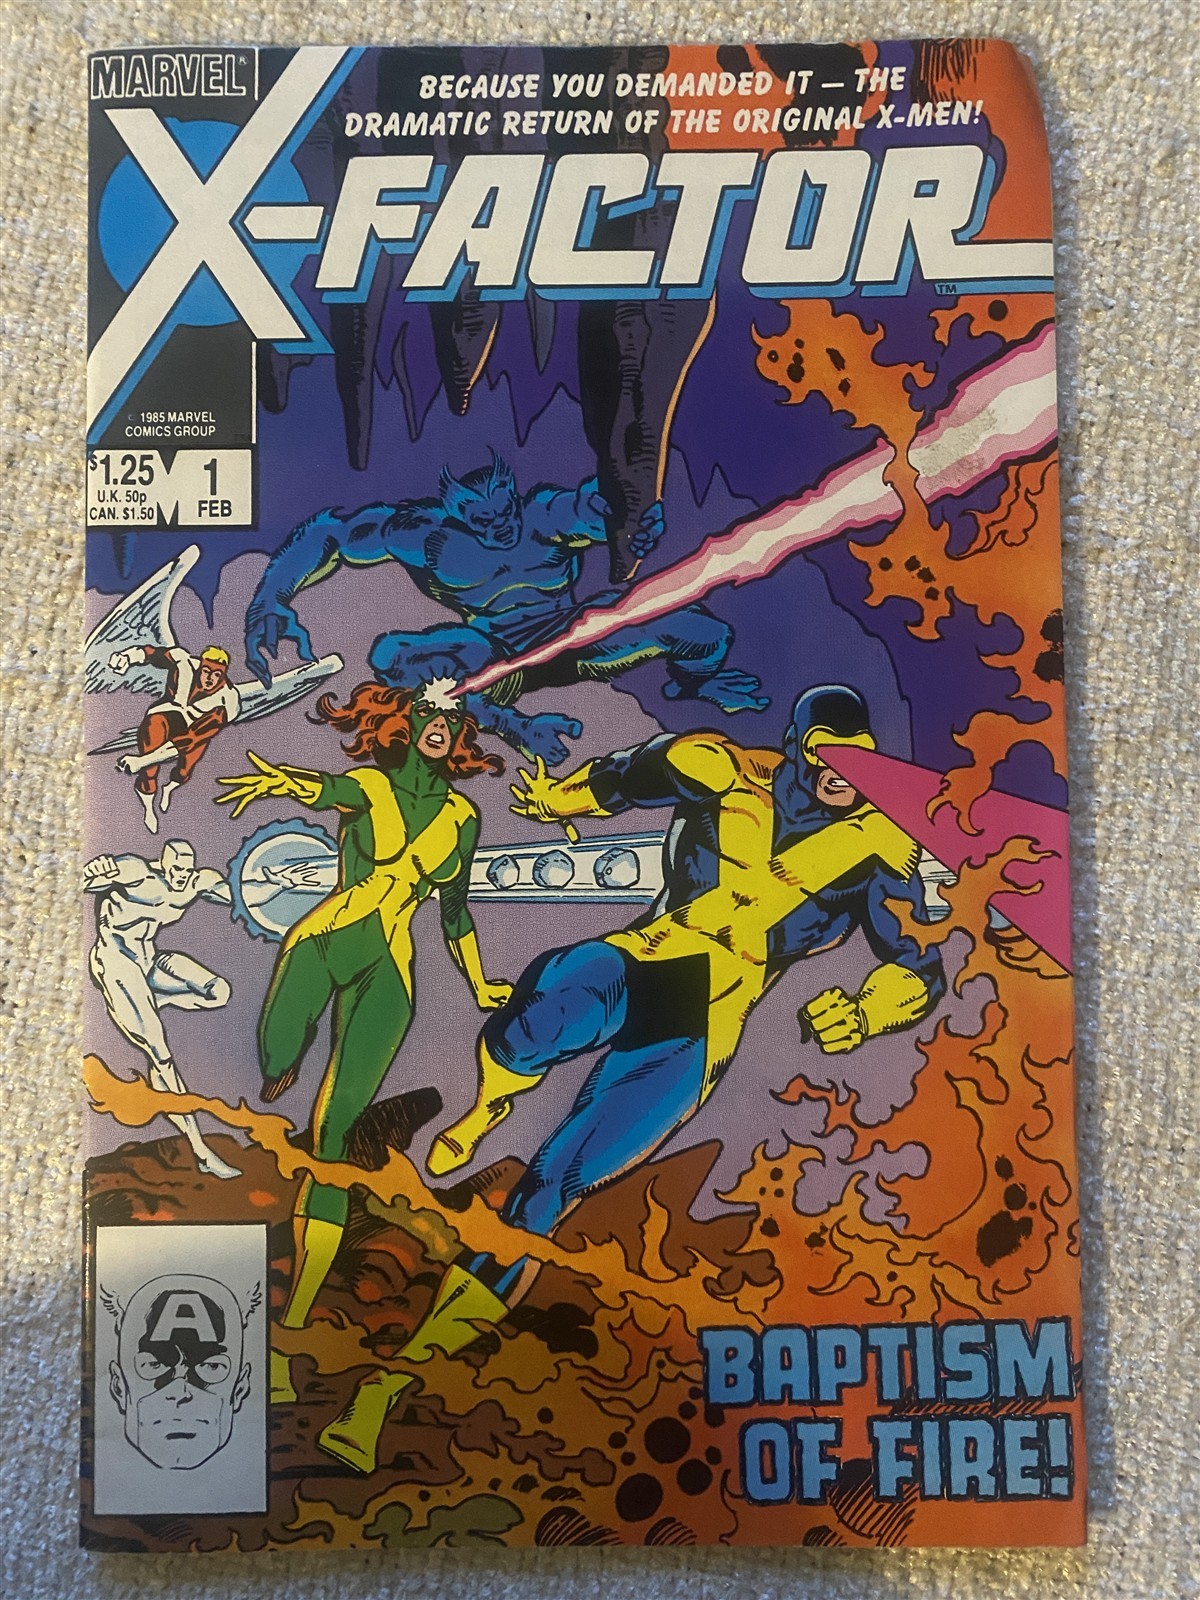 MARVEL®
BECAUSE YOU DEMANDED IT – THE
DRAMATIC RETURN OF THE ORIGINAL X-MEN!
X-FACTOR
TM
© 1985 MARVEL
COMICS GROUP
TM
$1.25
U.K. 50p
CAN. $1.50
M
1
FEB
A
BAPTISM
OF FIRE!